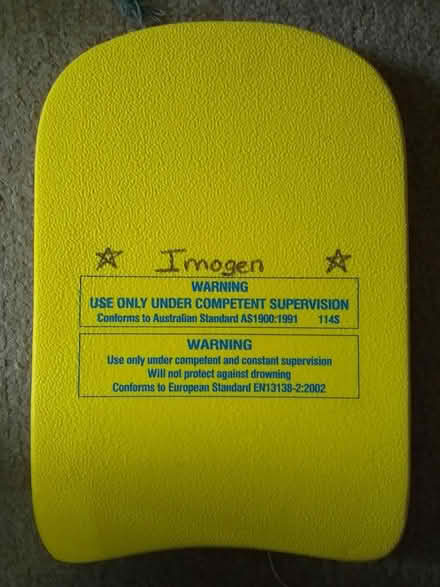 Imogen
WARNING
USE ONLY UNDER COMPETENT SUPERVISION
Conforms to Australian Standard AS1900:1991 114S
WARNING
Use only under competent and constant supervision
Will not protect against drowning
Conforms to European Standard EN13138-2:2002